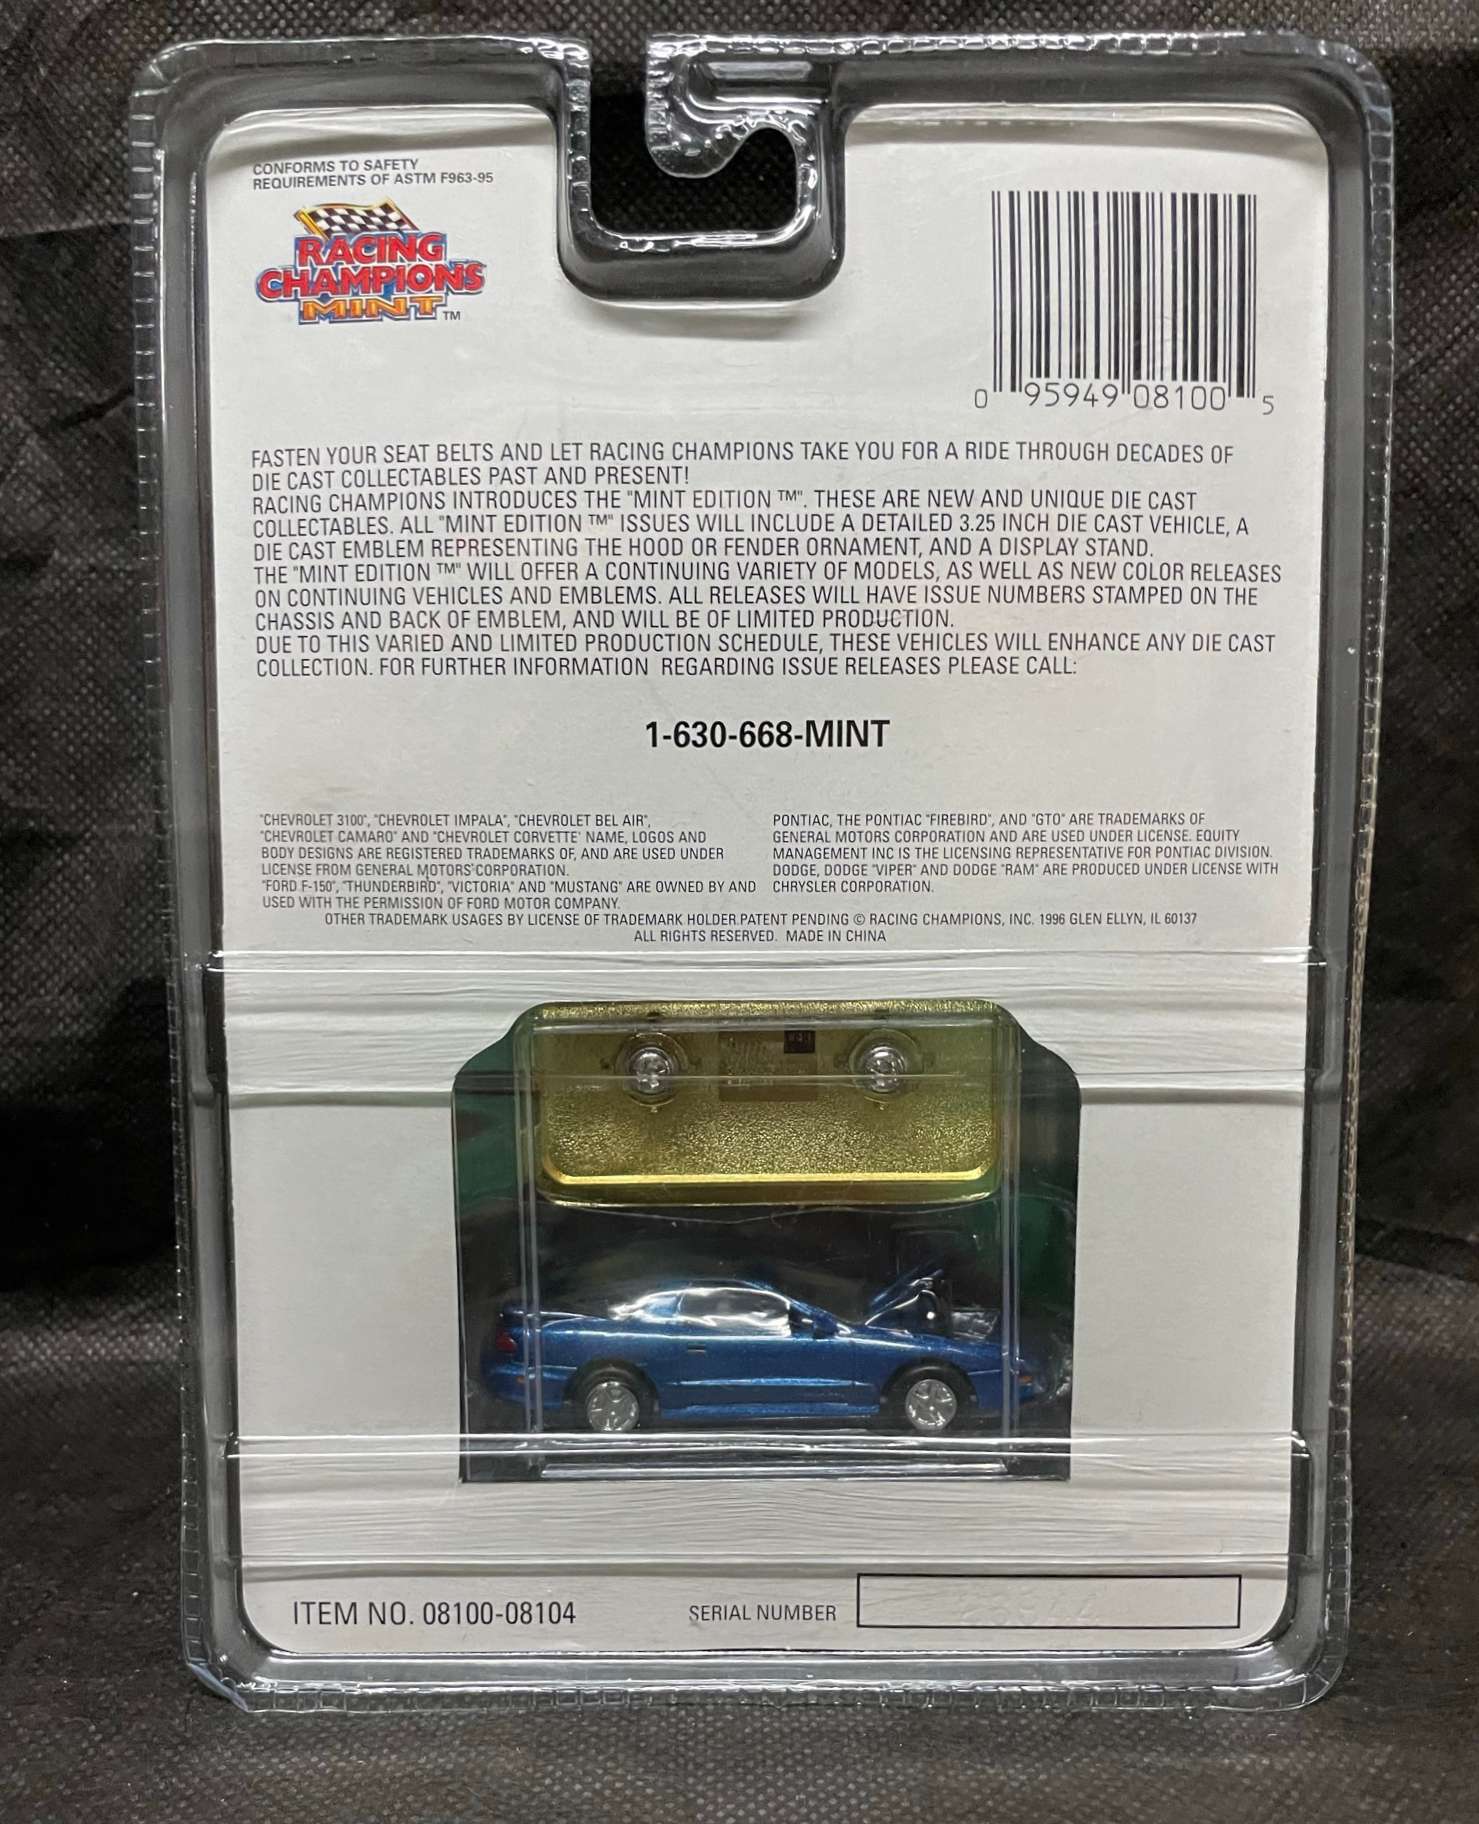 CONFORMS TO SAFETY
REQUIREMENTS OF ASTM F963-95
RACING
CHAMPIONS
MINT TM
0 95949 08100 5
FASTEN YOUR SEAT BELTS AND LET RACING CHAMPIONS TAKE YOU FOR A RIDE THROUGH DECADES OF
DIE CAST COLLECTABLES PAST AND PRESENT!
RACING CHAMPIONS INTRODUCES THE "MINT EDITION ™". THESE ARE NEW AND UNIQUE DIE CAST
COLLECTABLES. ALL "MINT EDITION ™" ISSUES WILL INCLUDE A DETAILED 3.25 INCH DIE CAST VEHICLE, A
DIE CAST EMBLEM REPRESENTING THE HOOD OR FENDER ORNAMENT, AND A DISPLAY STAND.
THE "MINT EDITION ™" WILL OFFER A CONTINUING VARIETY OF MODELS, AS WELL AS NEW COLOR RELEASES
ON CONTINUING VEHICLES AND EMBLEMS. ALL RELEASES WILL HAVE ISSUE NUMBERS STAMPED ON THE
CHASSIS AND BACK OF EMBLEM, AND WILL BE OF LIMITED PRODUCTION.
DUE TO THIS VARIED AND LIMITED PRODUCTION SCHEDULE, THESE VEHICLES WILL ENHANCE ANY DIE CAST
COLLECTION. FOR FURTHER INFORMATION REGARDING ISSUE RELEASES PLEASE CALL:
1-630-668-MINT
"CHEVROLET 3100", "CHEVROLET IMPALA", "CHEVROLET BEL AIR",
"CHEVROLET CAMARO" AND "CHEVROLET CORVETTE" NAME, LOGOS AND
BODY DESIGNS ARE REGISTERED TRADEMARKS OF, AND ARE USED UNDER
LICENSE FROM GENERAL MOTORS CORPORATION.
"FORD F-150", "THUNDERBIRD", "VICTORIA" AND "MUSTANG" ARE OWNED BY AND
USED WITH THE PERMISSION OF FORD MOTOR COMPANY.
PONTIAC, THE PONTIAC "FIREBIRD", AND "GTO" ARE TRADEMARKS OF
GENERAL MOTORS CORPORATION AND ARE USED UNDER LICENSE. EQUITY
MANAGEMENT INC IS THE LICENSING REPRESENTATIVE FOR PONTIAC DIVISION.
DODGE, DODGE "VIPER" AND DODGE "RAM" ARE PRODUCED UNDER LICENSE WITH
CHRYSLER CORPORATION.
OTHER TRADEMARK USAGES BY LICENSE OF TRADEMARK HOLDER.PATENT PENDING © RACING CHAMPIONS, INC. 1996 GLEN ELLYN, IL 60137
ALL RIGHTS RESERVED. MADE IN CHINA
ITEM NO. 08100-08104
SERIAL NUMBER